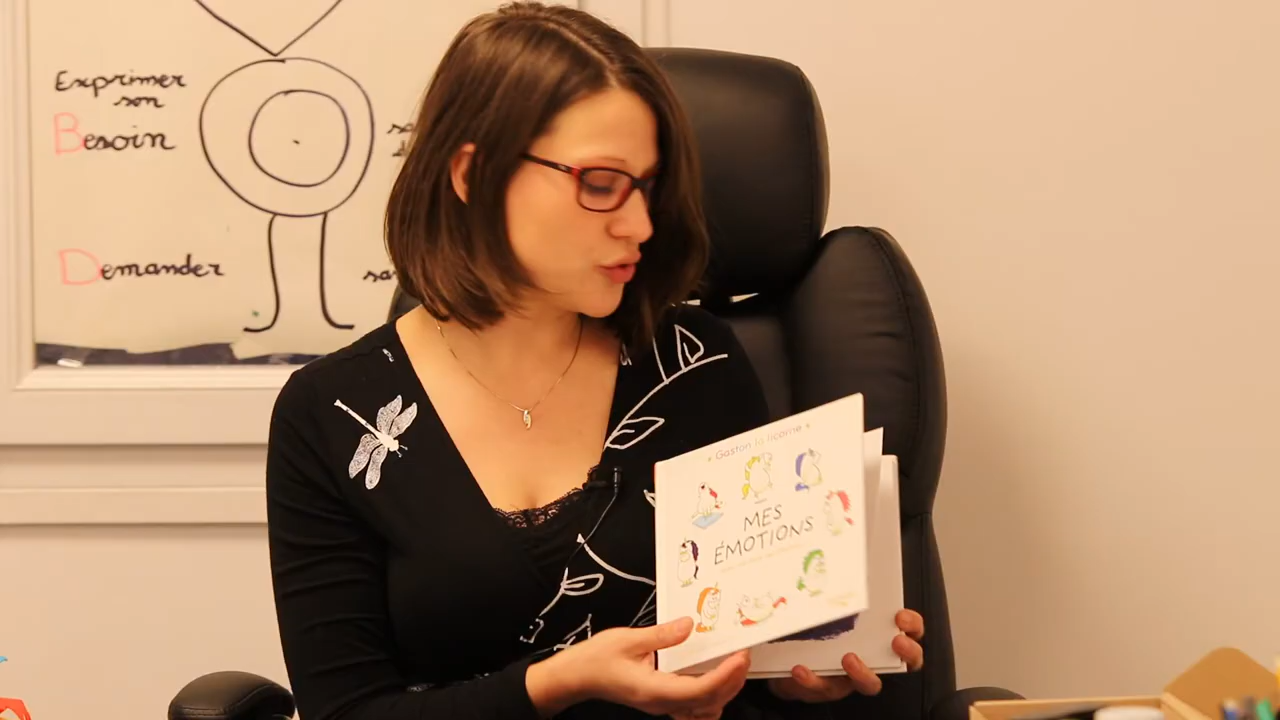 Exprimer
son
Besoin
Demander
Gaston la licorne
MES
ÉMOTIONS